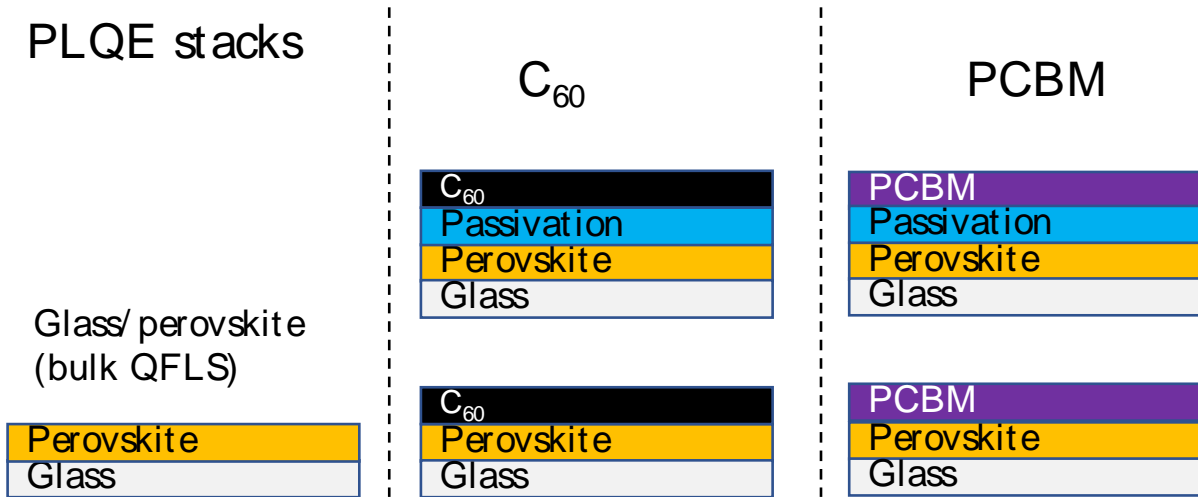 PLQE stacks
Glass/perovskite
(bulk QFLS)
Perovskite
Glass
C₆₀
C₆₀
Passivation
Perovskite
Glass
C₆₀
Perovskite
Glass
PCBM
PCBM
Passivation
Perovskite
Glass
PCBM
Perovskite
Glass